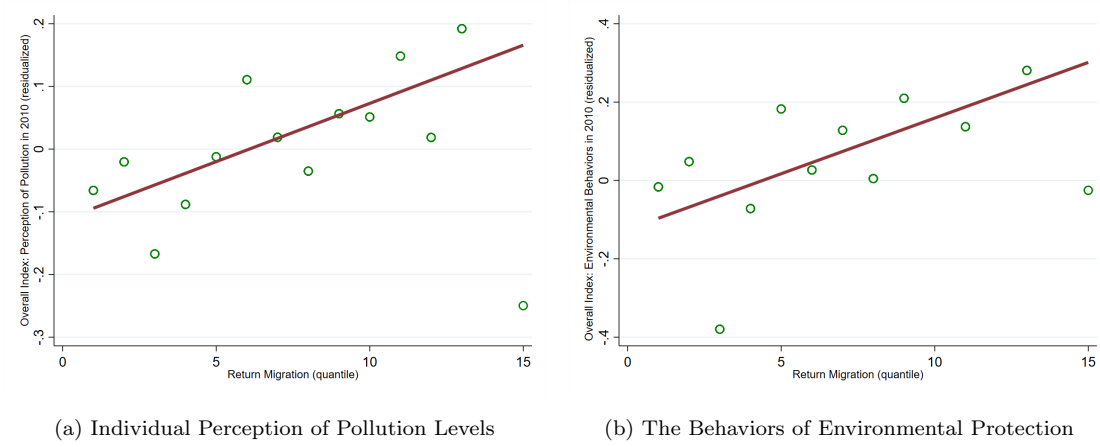 Overall Index: Perception of Pollution in 2010 (residualized)
.2
.1
0
-.1
-.2
-.3
0 5 10 15
Return Migration (quantile)
(a) Individual Perception of Pollution Levels
Overall Index: Environmental Behaviors in 2010 (residualized)
.4
.2
0
-.2
-.4
0 5 10 15
Return Migration (quantile)
(b) The Behaviors of Environmental Protection